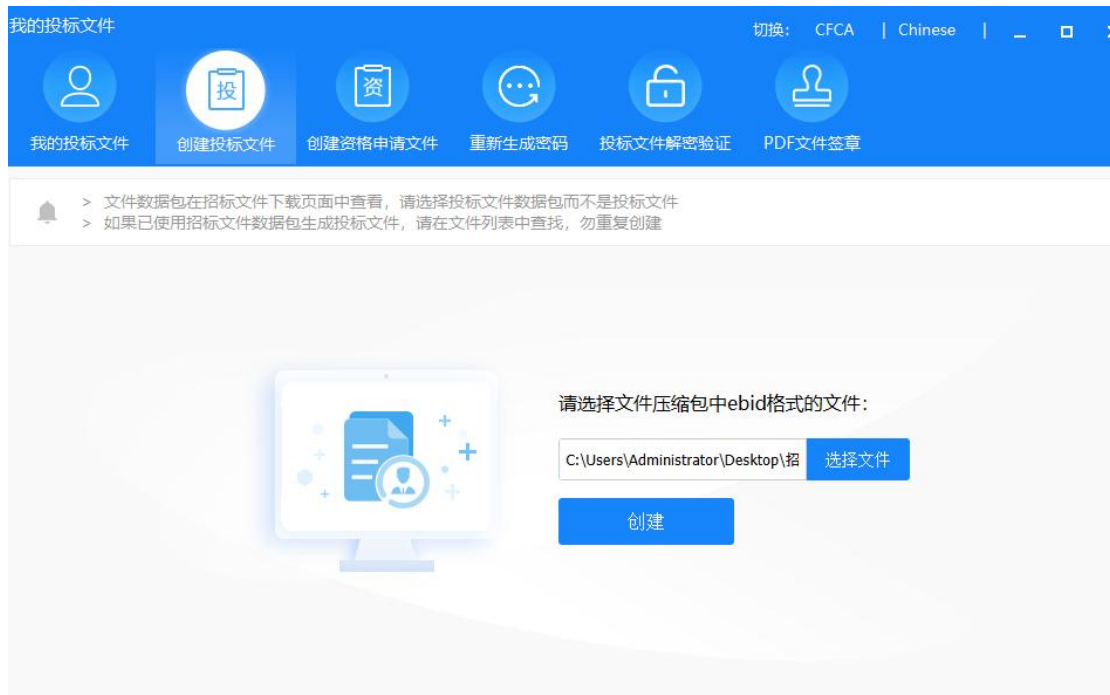 我的投标文件
切换: CFCA | Chinese |
投
资
我的投标文件 创建投标文件 创建资格申请文件 重新生成密码 投标文件解密验证 PDF文件签章
> 文件数据包在招标文件下载页面中查看，请选择投标文件数据包而不是投标文件
> 如果已使用招标文件数据包生成投标文件，请在文件列表中查找，勿重复创建
请选择文件压缩包中ebid格式的文件:
C:\Users\Administrator\Desktop\招 选择文件
创建